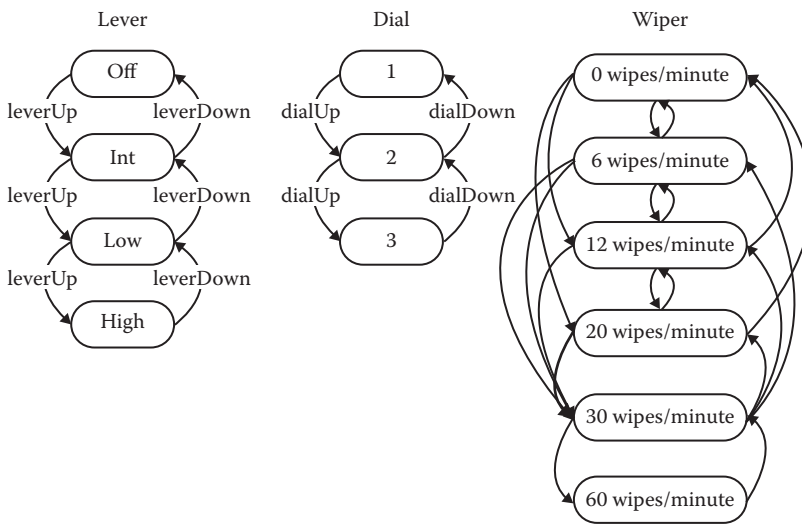 Lever
Off
leverUp
leverDown
Int
leverUp
leverDown
Low
leverUp
leverDown
High
Dial
1
dialUp
dialDown
2
dialUp
dialDown
3
Wiper
0 wipes/minute
6 wipes/minute
12 wipes/minute
20 wipes/minute
30 wipes/minute
60 wipes/minute